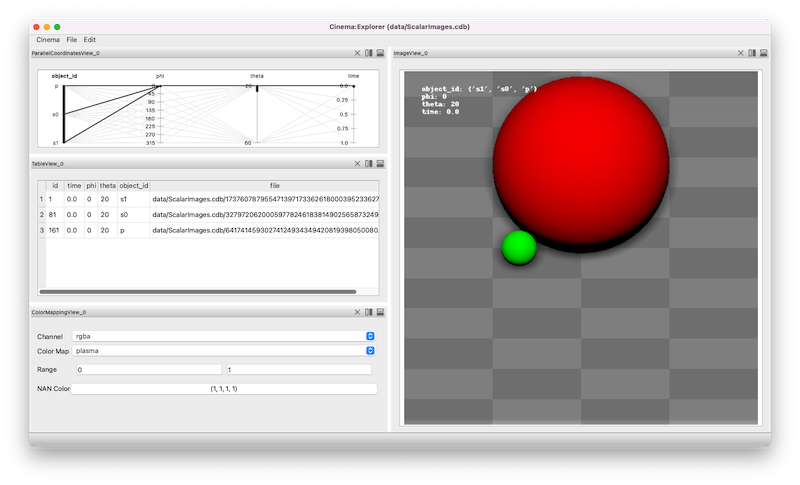 Cinema:Explorer (data/ScalarImages.cdb)
Cinema File Edit
ParallelCoordinatesView_0
object_id phi theta time
p 0 20 0.0
45
90
135
180
225
270
315
s0
s1
60
0.2
0.5
0.8
1.0
TableView_0
id time phi theta object_id file
1 1 0.0 0 20 s1 data/ScalarImages.cdb/173760787955471397173362618000395233627
2 81 0.0 0 20 s0 data/ScalarImages.cdb/32797206200059778246183814902565873249
3 161 0.0 0 20 p data/ScalarImages.cdb/6417414593027412493434942081939805008 0.
ColorMappingView_0
Channel rgba
Color Map plasma
Range 0 1
NAN Color (1, 1, 1, 1)
ImageView_0
object_id: ('s1', 's0', 'p')
phi: 0
theta: 20
time: 0.0